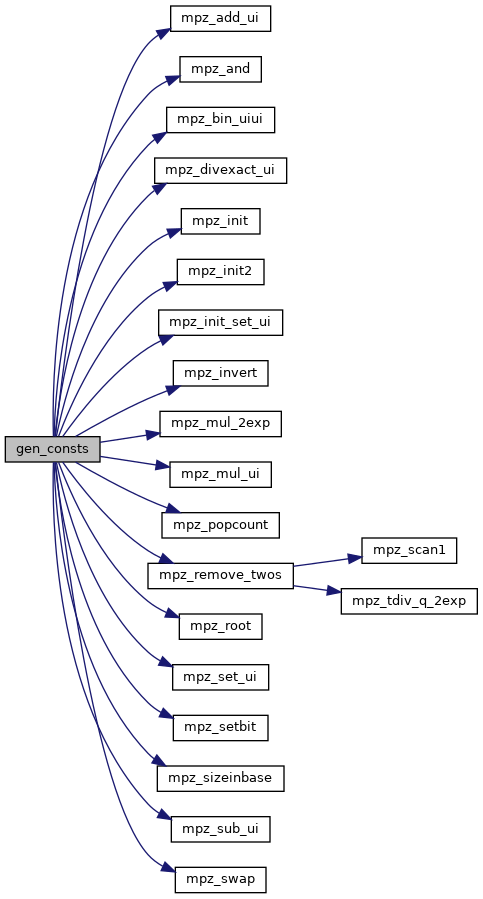 mpz_add_ui
mpz_and
mpz_bin_uiui
mpz_divexact_ui
mpz_init
mpz_init2
mpz_init_set_ui
mpz_invert
mpz_mul_2exp
gen_consts
mpz_mul_ui
mpz_popcount
mpz_scan1
mpz_remove_twos
mpz_tdiv_q_2exp
mpz_root
mpz_set_ui
mpz_setbit
mpz_sizeinbase
mpz_sub_ui
mpz_swap